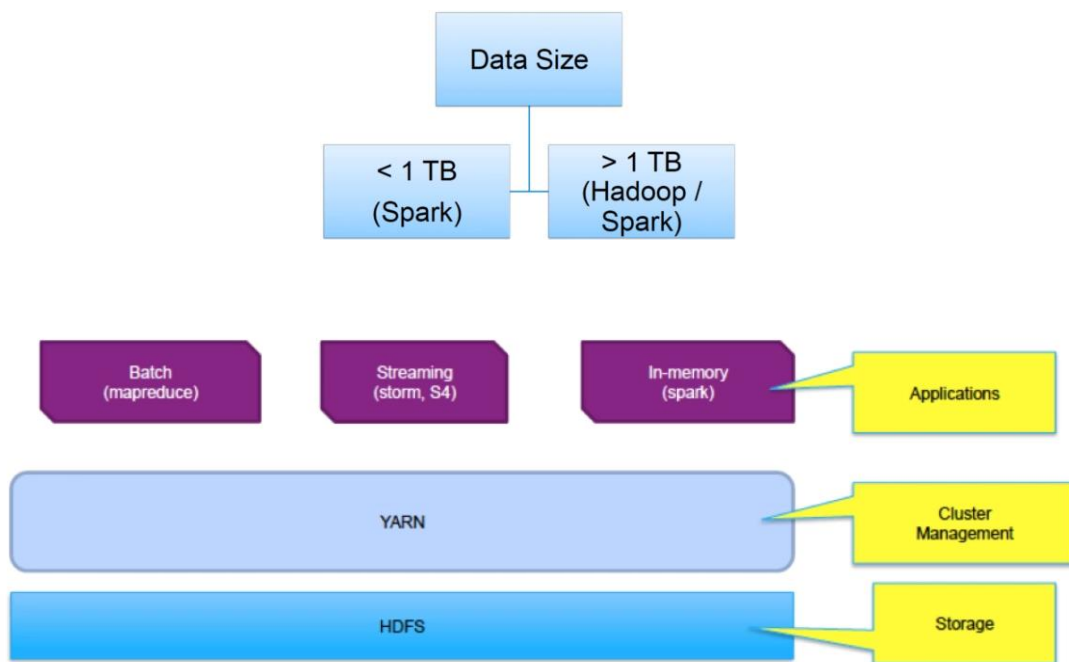 Data Size
< 1 TB
(Spark)
> 1 TB
(Hadoop /
Spark)
Batch
(mapreduce)
Streaming
(storm, S4)
In-memory
(spark)
Applications
YARN
Cluster
Management
HDFS
Storage